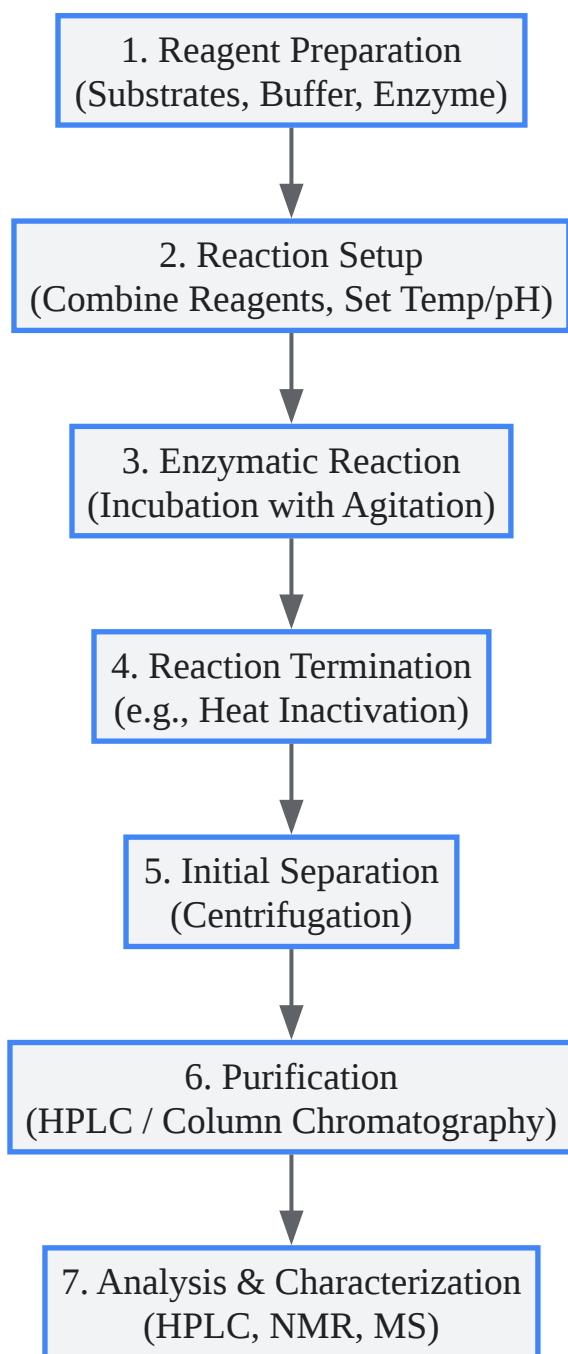 1. Reagent Preparation
(Substrates, Buffer, Enzyme)
2. Reaction Setup
(Combine Reagents, Set Temp/pH)
3. Enzymatic Reaction
(Incubation with Agitation)
4. Reaction Termination
(e.g., Heat Inactivation)
5. Initial Separation
(Centrifugation)
6. Purification
(HPLC / Column Chromatography)
7. Analysis & Characterization
(HPLC, NMR, MS)